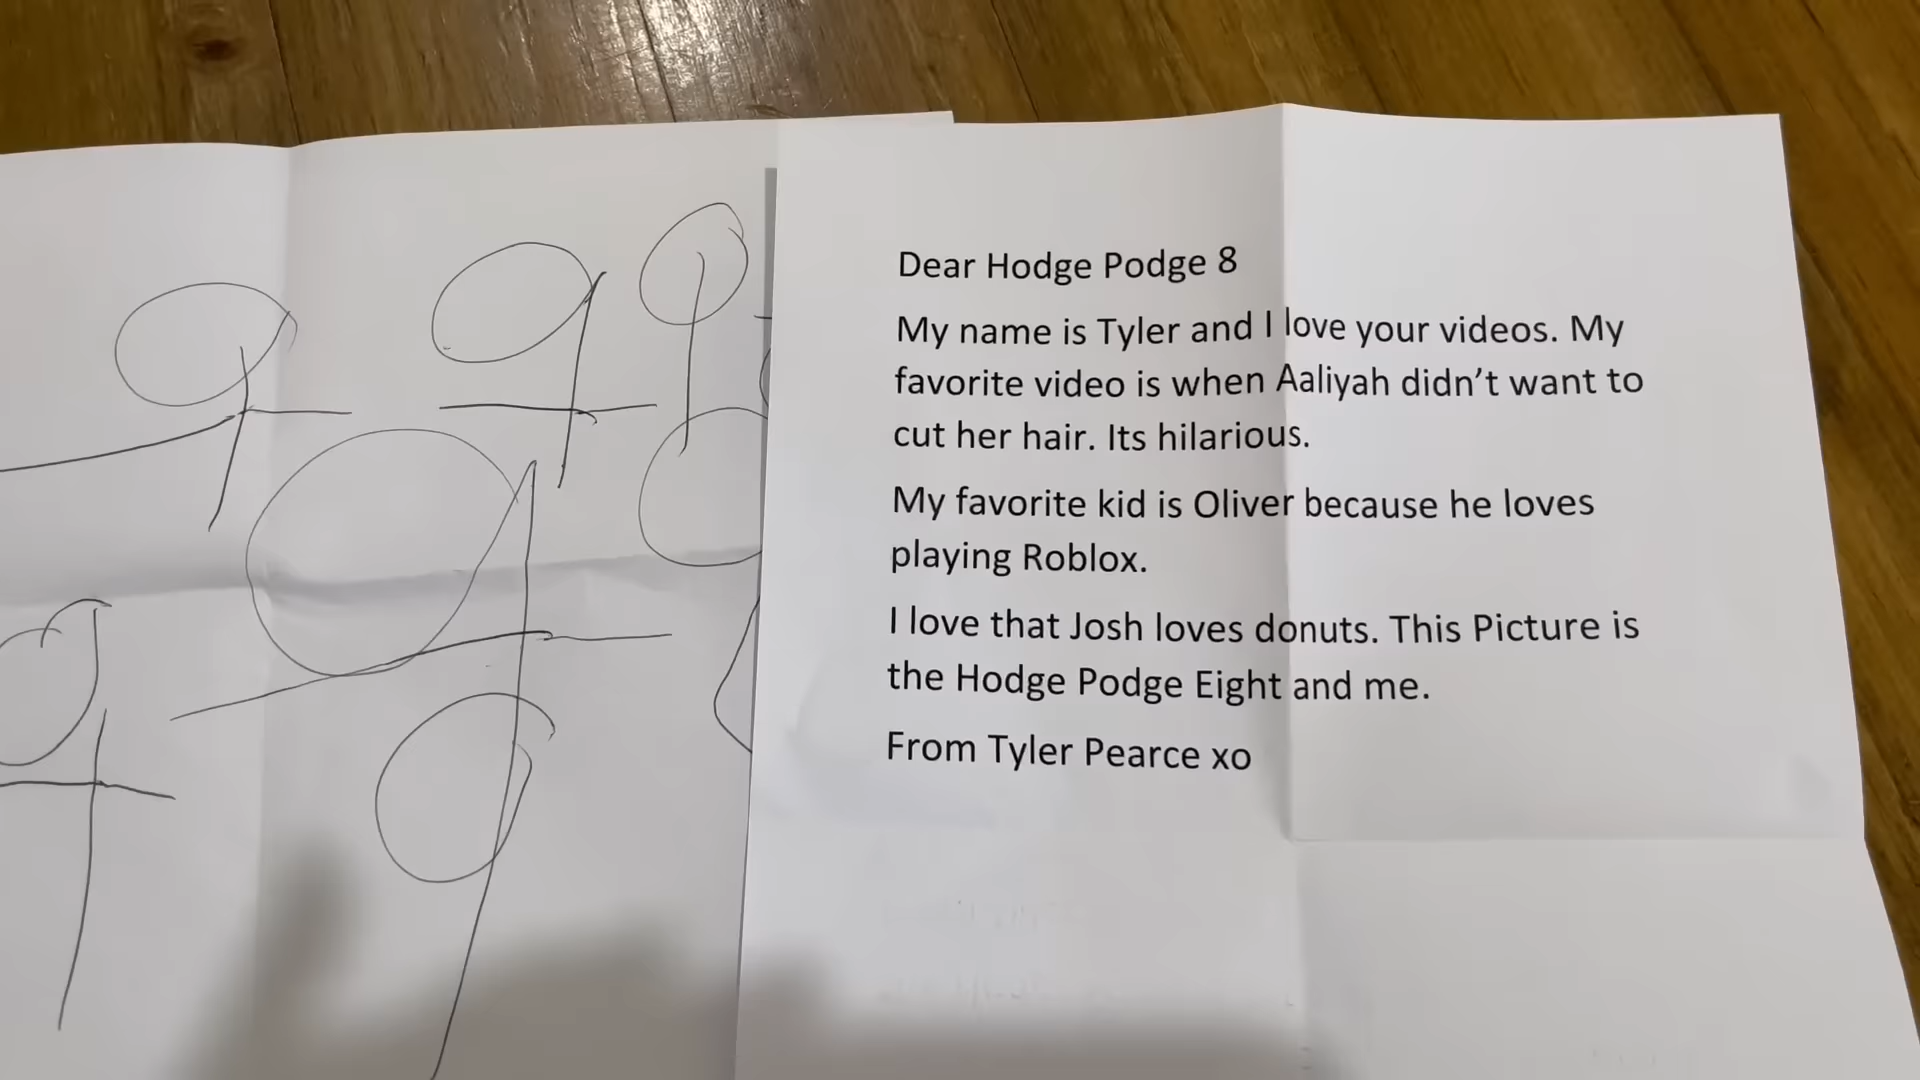 Dear Hodge Podge 8
My name is Tyler and I love your videos. My
favorite video is when Aaliyah didn't want to
cut her hair. Its hilarious.
My favorite kid is Oliver because he loves
playing Roblox.
I love that Josh loves donuts. This Picture is
the Hodge Podge Eight and me.
From Tyler Pearce xo